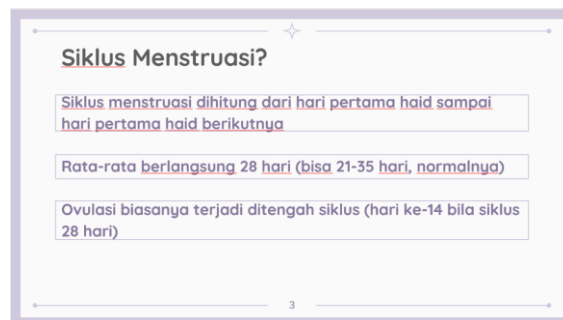 Siklus Menstruasi?
Siklus menstruasi dihitung dari hari pertama haid sampai
hari pertama haid berikutnya
Rata-rata berlangsung 28 hari (bisa 21-35 hari, normalnya)
Ovulasi biasanya terjadi ditengah siklus (hari ke-14 bila siklus
28 hari)
3